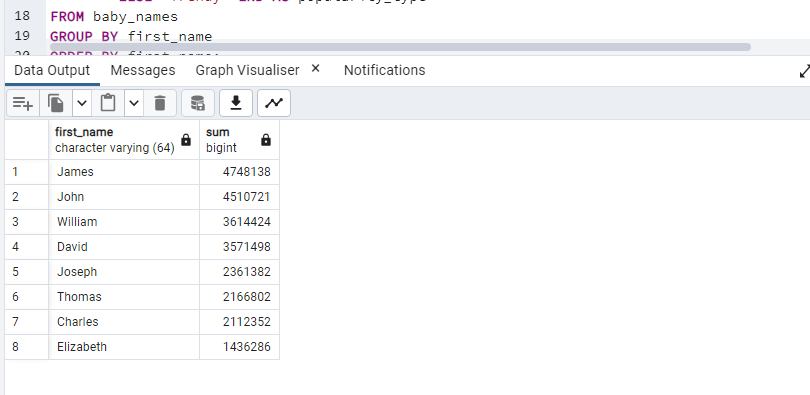 18 FROM baby_names
19 GROUP BY first_name
Data Output Messages Graph Visualiser × Notifications
first_name sum
character varying (64) bigint
1 James 4748138
2 John 4510721
3 William 3614424
4 David 3571498
5 Joseph 2361382
6 Thomas 2166802
7 Charles 2112352
8 Elizabeth 1436286